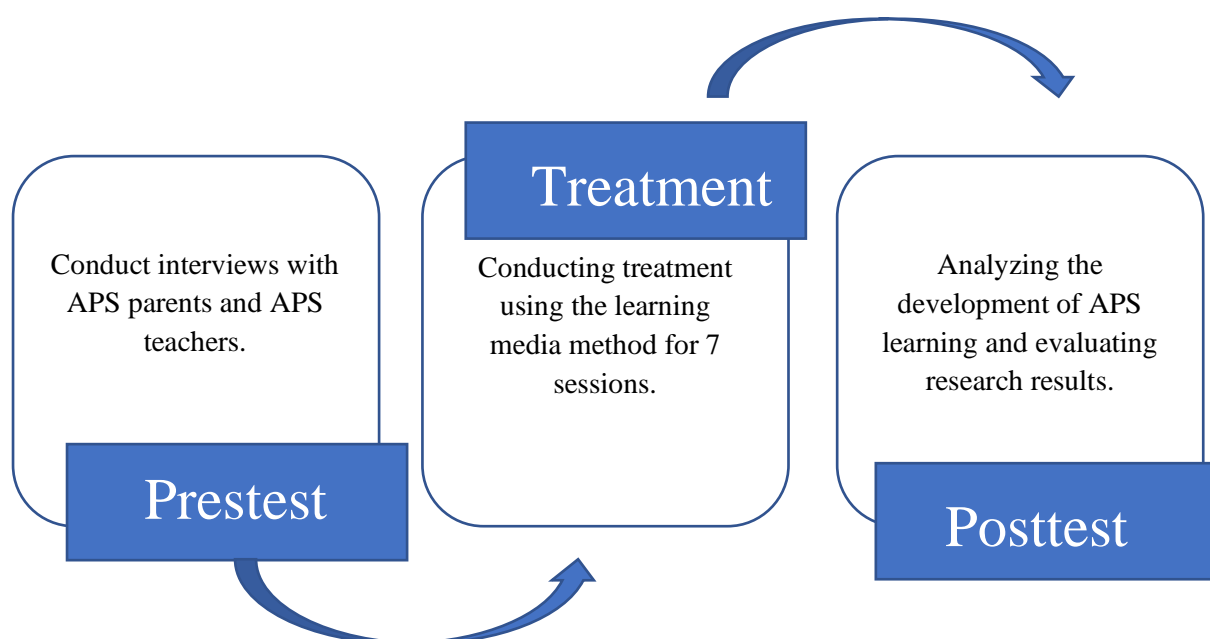 Conduct interviews with
APS parents and APS
teachers.
Prestest
Treatment
Conducting treatment
using the learning
media method for 7
sessions.
Analyzing the
development of APS
learning and evaluating
research results.
Posttest